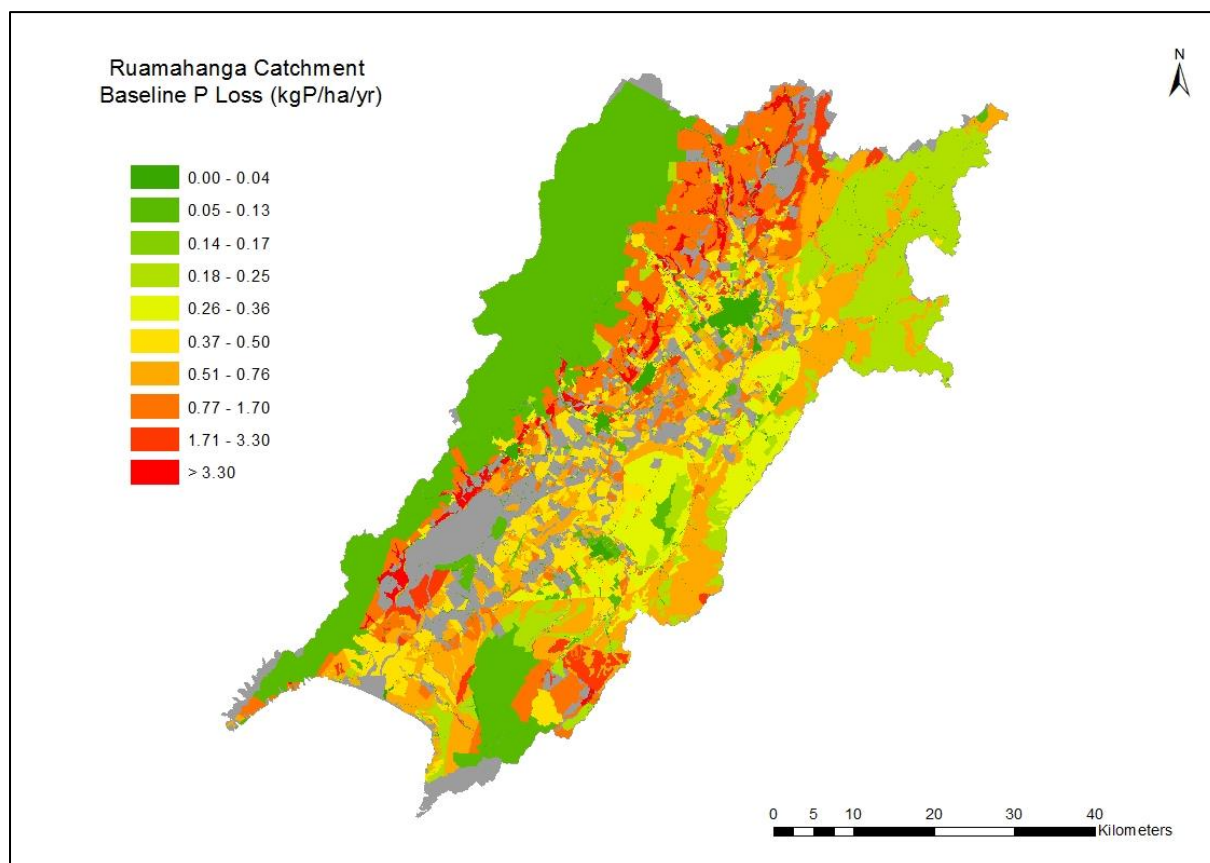 Ruamahanga Catchment
Baseline P Loss (kgP/ha/yr)
N
0.00 - 0.04
0.05 - 0.13
0.14 - 0.17
0.18 - 0.25
0.26 - 0.36
0.37 - 0.50
0.51 - 0.76
0.77 - 1.70
1.71 - 3.30
> 3.30
0 5 10 20 30 40
Kilometers